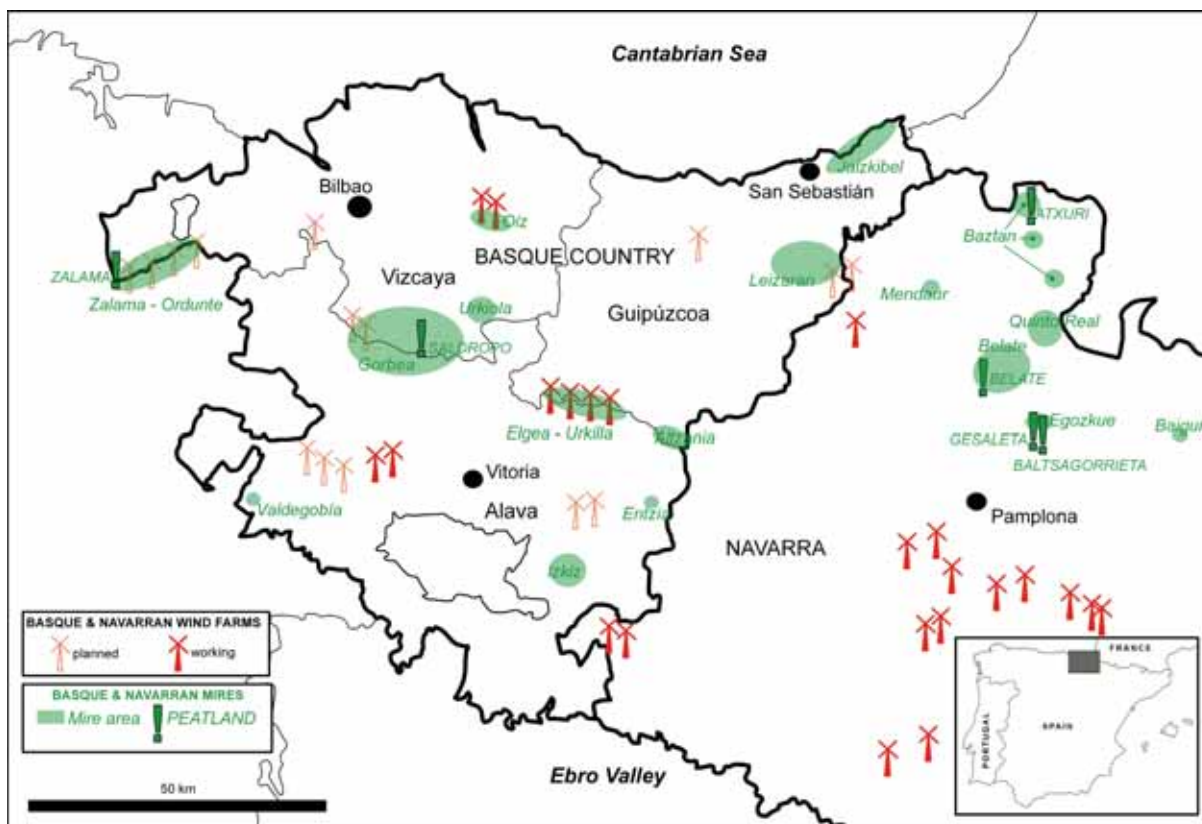 Cantabrian Sea
Jaizkibel
Bilbao
San Sebastián
ATXURI
Oiz
Baztan
BASQUE COUNTRY
ZALAMA
Leizaran
Vizcaya
Mendaur
Zalama - Ordunte
Urkiola
Guipúzcoa
Quinto Real
Belate
SALDROPO
Gorbea
BELATE
Elgea - Urkilla
Egozkue
GESALETA
BALTSAGORRIETA
Vitoria
Valdegobía
Alava
Entzia
Pamplona
NAVARRA
Izkiz
BASQUE & NAVARRAN WIND FARMS
planned
working
BASQUE & NAVARRAN MIRES
Mire area
PEATLAND
50 km
Ebro Valley
FRANCE
SPAIN
PORTUGAL